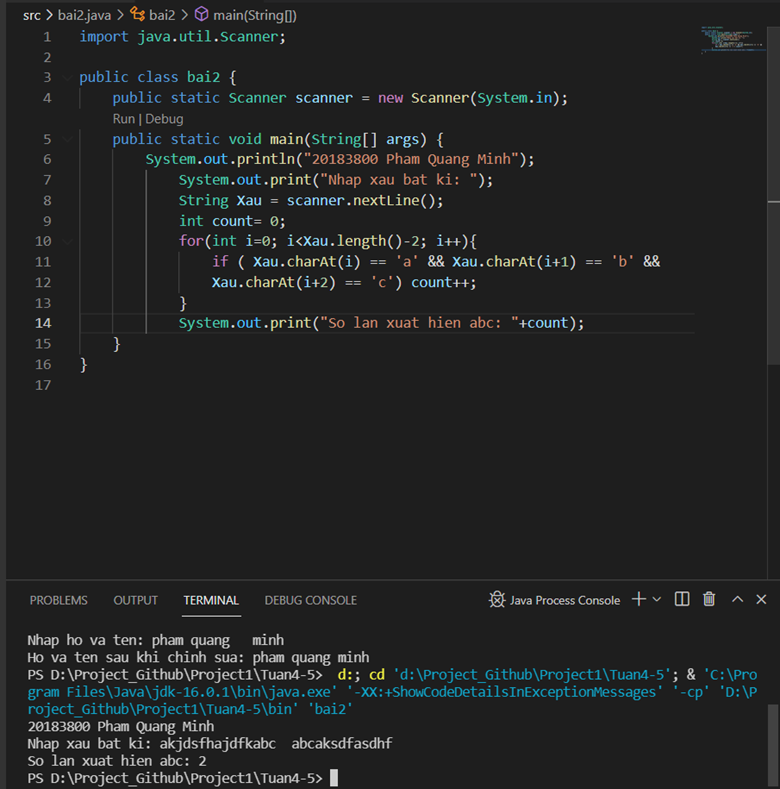 src > bai2.java > bai2 > main(String[])
1 import java.util.Scanner;
2
3 public class bai2 {
4 public static Scanner scanner = new Scanner(System.in);
Run | Debug
5 public static void main(String[] args) {
6 System.out.println("20183800 Pham Quang Minh");
7 System.out.print("Nhap xau bat ki: ");
8 String Xau = scanner.nextLine();
9 int count= 0;
10 for(int i=0; i<Xau.length()-2; i++){
11 if ( Xau.charAt(i) == 'a' && Xau.charAt(i+1) == 'b' &&
12 Xau.charAt(i+2) == 'c') count++;
13 }
14 System.out.print("So lan xuat hien abc: "+count);
15 }
16 }
17
PROBLEMS OUTPUT TERMINAL DEBUG CONSOLE Java Process Console
Nhap ho va ten: pham quang   minh
Ho va ten sau khi chinh sua: pham quang minh
PS D:\Project_Github\Project1\Tuan4-5>  d:; cd 'd:\Project_Github\Project1\Tuan4-5'; & 'C:\Pro
gram Files\Java\jdk-16.0.1\bin\java.exe' '-XX:+ShowCodeDetailsInExceptionMessages' '-cp' 'D:\P
roject_Github\Project1\Tuan4-5\bin' 'bai2'
20183800 Pham Quang Minh
Nhap xau bat ki: akjdsfhajdfkabc  abcaksdfasdhf
So lan xuat hien abc: 2
PS D:\Project_Github\Project1\Tuan4-5>